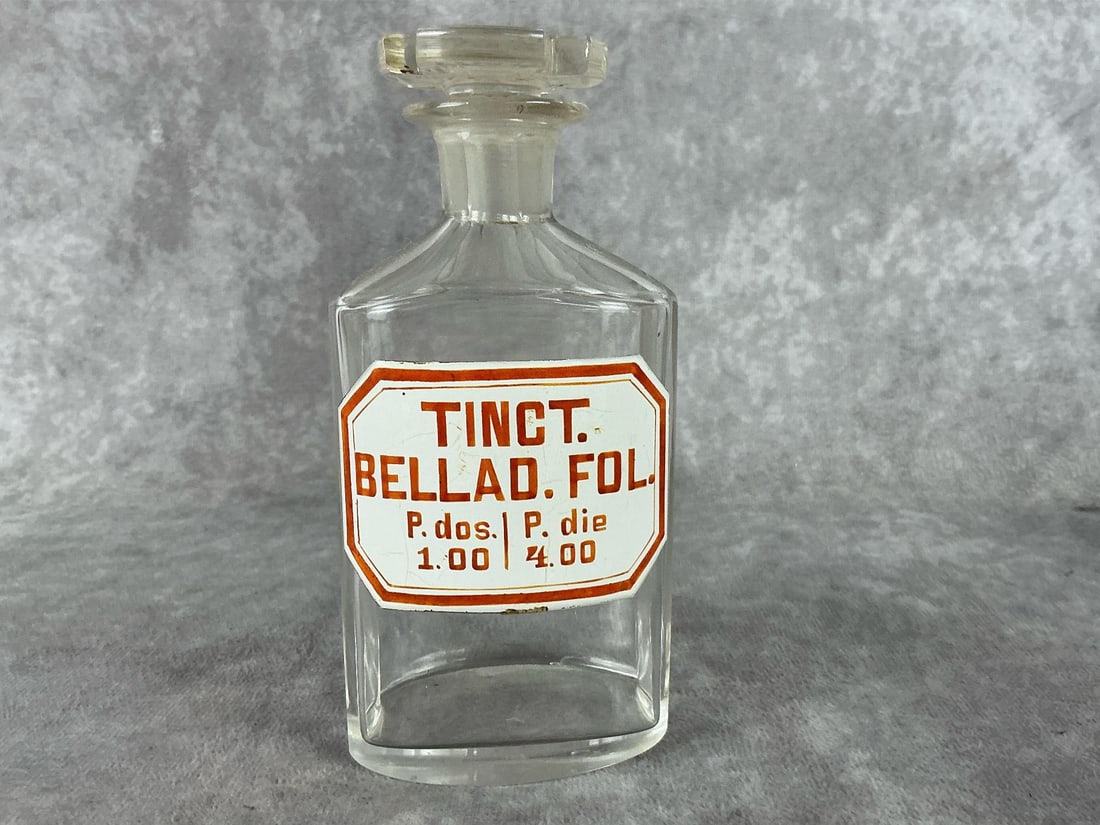 TINCT.
BELLAD. FOL.
P. dos. | P. die
1.00 | 4.00